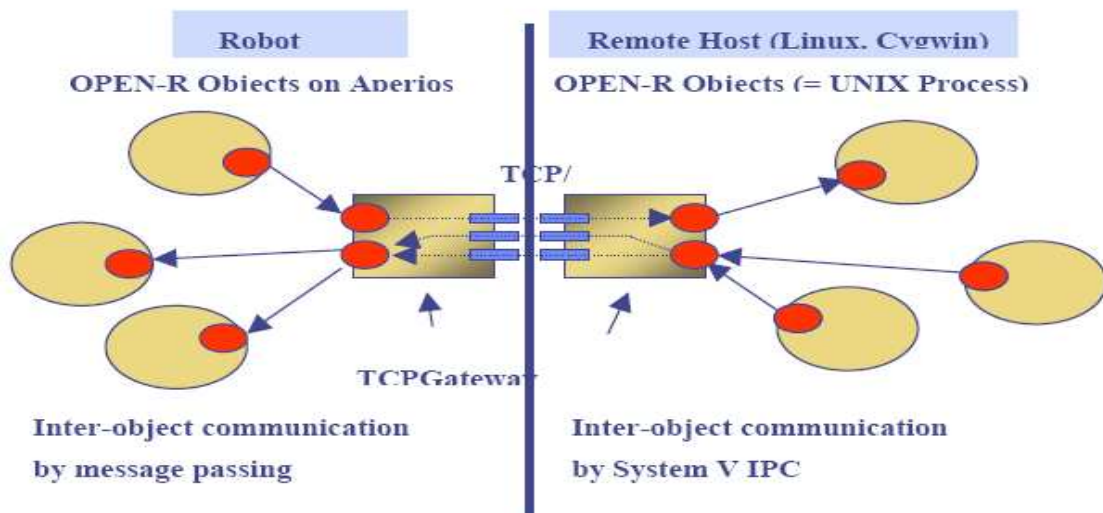 Robot
Remote Host (Linux, Cygwin)
OPEN-R Objects on Aperios
OPEN-R Objects (= UNIX Process)
TCP/
TCPGateway
Inter-object communication
by message passing
Inter-object communication
by System V IPC